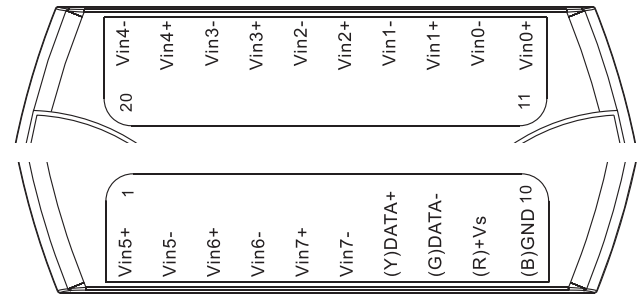 Vin4-
Vin4+
Vin3-
Vin3+
Vin2-
Vin2+
Vin1-
Vin1+
Vin0-
Vin0+
20
11
1
10
Vin5+
Vin5-
Vin6+
Vin6-
Vin7+
Vin7-
(Y)DATA+
(G)DATA-
(R)+Vs
(B)GND